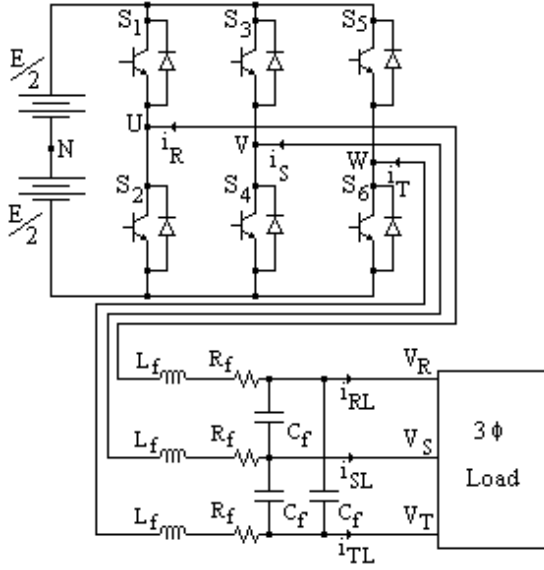 S1 S3 S5
E/2
U iR V iS W iT
N
S2 S4 S6
E/2
Lf Rf VR
iRL
Cf 3ϕ
Lf Rf VS
iSL Load
Cf Cf
Lf Rf VT
iTL